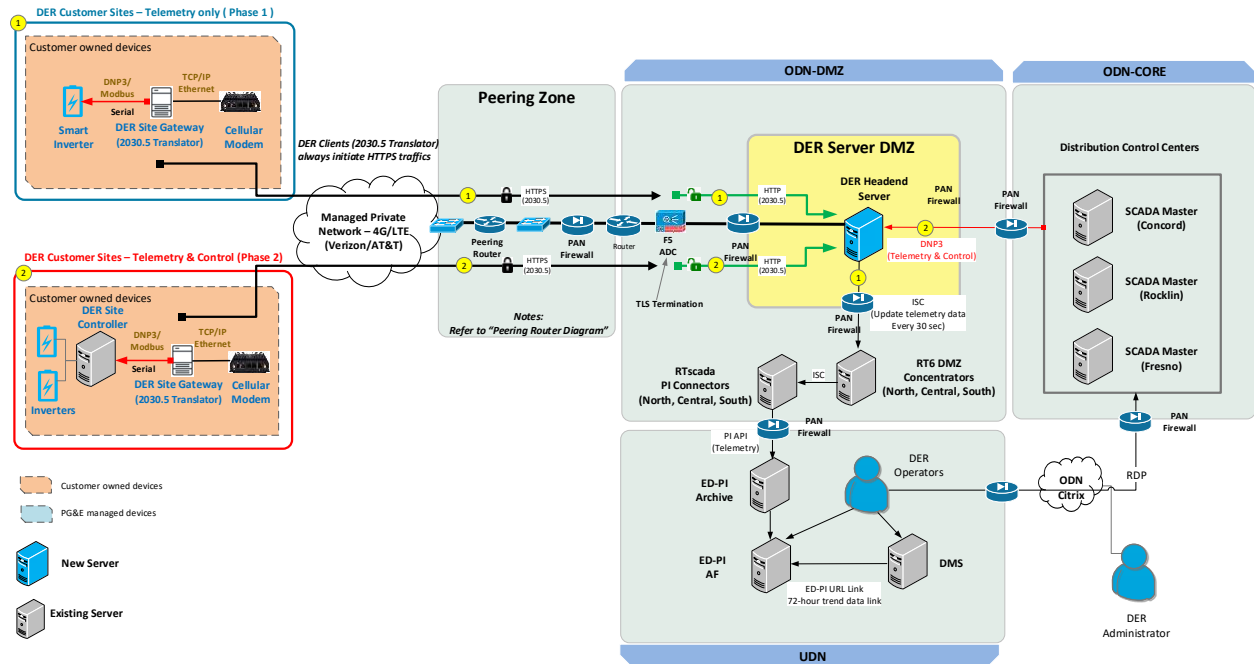 DER Customer Sites – Telemetry only ( Phase 1 )
1
Customer owned devices
DNP3/
Modbus
TCP/IP
Ethernet
Serial
Smart
Inverter
DER Site Gateway
(2030.5 Translator)
Cellular
Modem
DER Customer Sites – Telemetry & Control (Phase 2)
2
Customer owned devices
DER Site
Controller
DNP3/
Modbus
TCP/IP
Ethernet
Serial
Inverters
DER Site Gateway
(2030.5 Translator)
Cellular
Modem
Customer owned devices
PG&E managed devices
New Server
Existing Server
DER Clients (2030.5 Translator)
always initiate HTTPS traffics
Managed Private
Network – 4G/LTE
(Verizon/AT&T)
Peering Zone
1
HTTPS
(2030.5)
Peering
Router
PAN
Firewall
Router
2
HTTPS
(2030.5)
Notes:
Refer to “Peering Router Diagram”
ODN-DMZ
F5
ADC
TLS Termination
1
HTTP
(2030.5)
PAN
Firewall
2
HTTP
(2030.5)
DER Server DMZ
DER Headend
Server
PAN
Firewall
2
DNP3
(Telemetry & Control)
1
PAN
Firewall
ISC
(Update telemetry data
Every 30 sec)
RTscada
PI Connectors
(North, Central, South)
ISC
RT6 DMZ
Concentrators
(North, Central, South)
PI API
(Telemetry)
PAN
Firewall
ODN-CORE
PAN
Firewall
Distribution Control Centers
SCADA Master
(Concord)
SCADA Master
(Rocklin)
SCADA Master
(Fresno)
PAN
Firewall
RDP
ODN
Citrix
DER
Administrator
DER
Operators
ED-PI
Archive
ED-PI
AF
DMS
ED-PI URL Link
72-hour trend data link
UDN